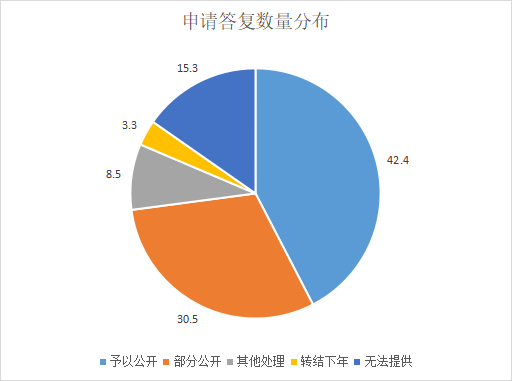 申请答复数量分布
15.3
3.3
42.4
8.5
30.5
予以公开 部分公开 其他处理 转结下年 无法提供